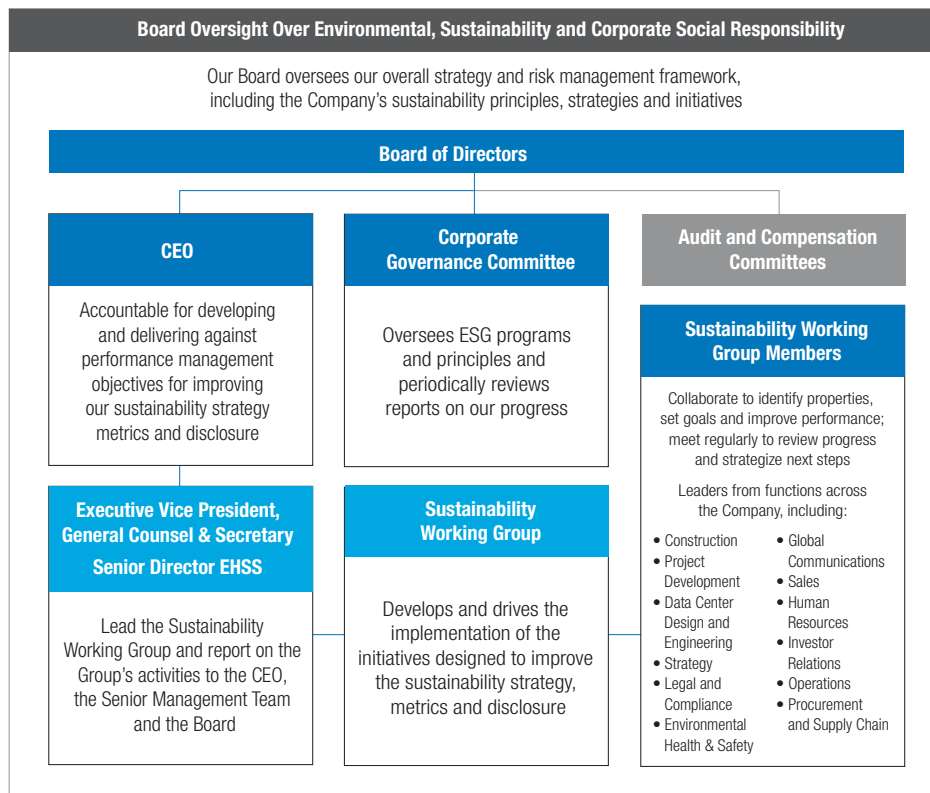 Board Oversight Over Environmental, Sustainability and Corporate Social Responsibility
Our Board oversees our overall strategy and risk management framework,
including the Company's sustainability principles, strategies and initiatives
Board of Directors
CEO
Accountable for developing
and delivering against
performance management
objectives for improving
our sustainability strategy
metrics and disclosure
Corporate
Governance Committee
Oversees ESG programs
and principles and
periodically reviews
reports on our progress
Audit and Compensation
Committees
Executive Vice President,
General Counsel & Secretary
Senior Director EHSS
Lead the Sustainability
Working Group and report on the
Group's activities to the CEO,
the Senior Management Team
and the Board
Sustainability
Working Group
Develops and drives the
implementation of the
initiatives designed to improve
the sustainability strategy,
metrics and disclosure
Sustainability Working
Group Members
Collaborate to identify properties,
set goals and improve performance;
meet regularly to review progress
and strategize next steps
Leaders from functions across
the Company, including:
• Construction
• Project
Development
• Data Center
Design and
Engineering
• Strategy
• Legal and
Compliance
• Environmental
Health & Safety
• Global
Communications
• Sales
• Human
Resources
• Investor
Relations
• Operations
• Procurement
and Supply Chain